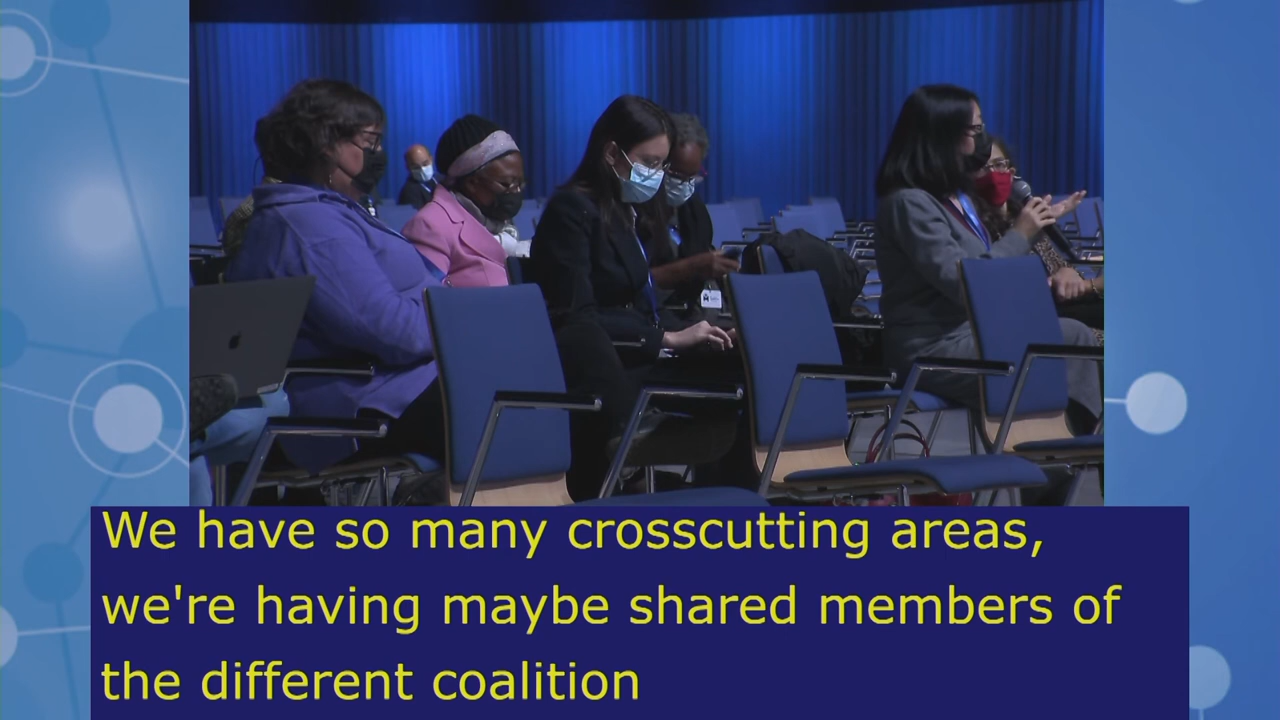 We have so many crosscutting areas,
we're having maybe shared members of
the different coalition